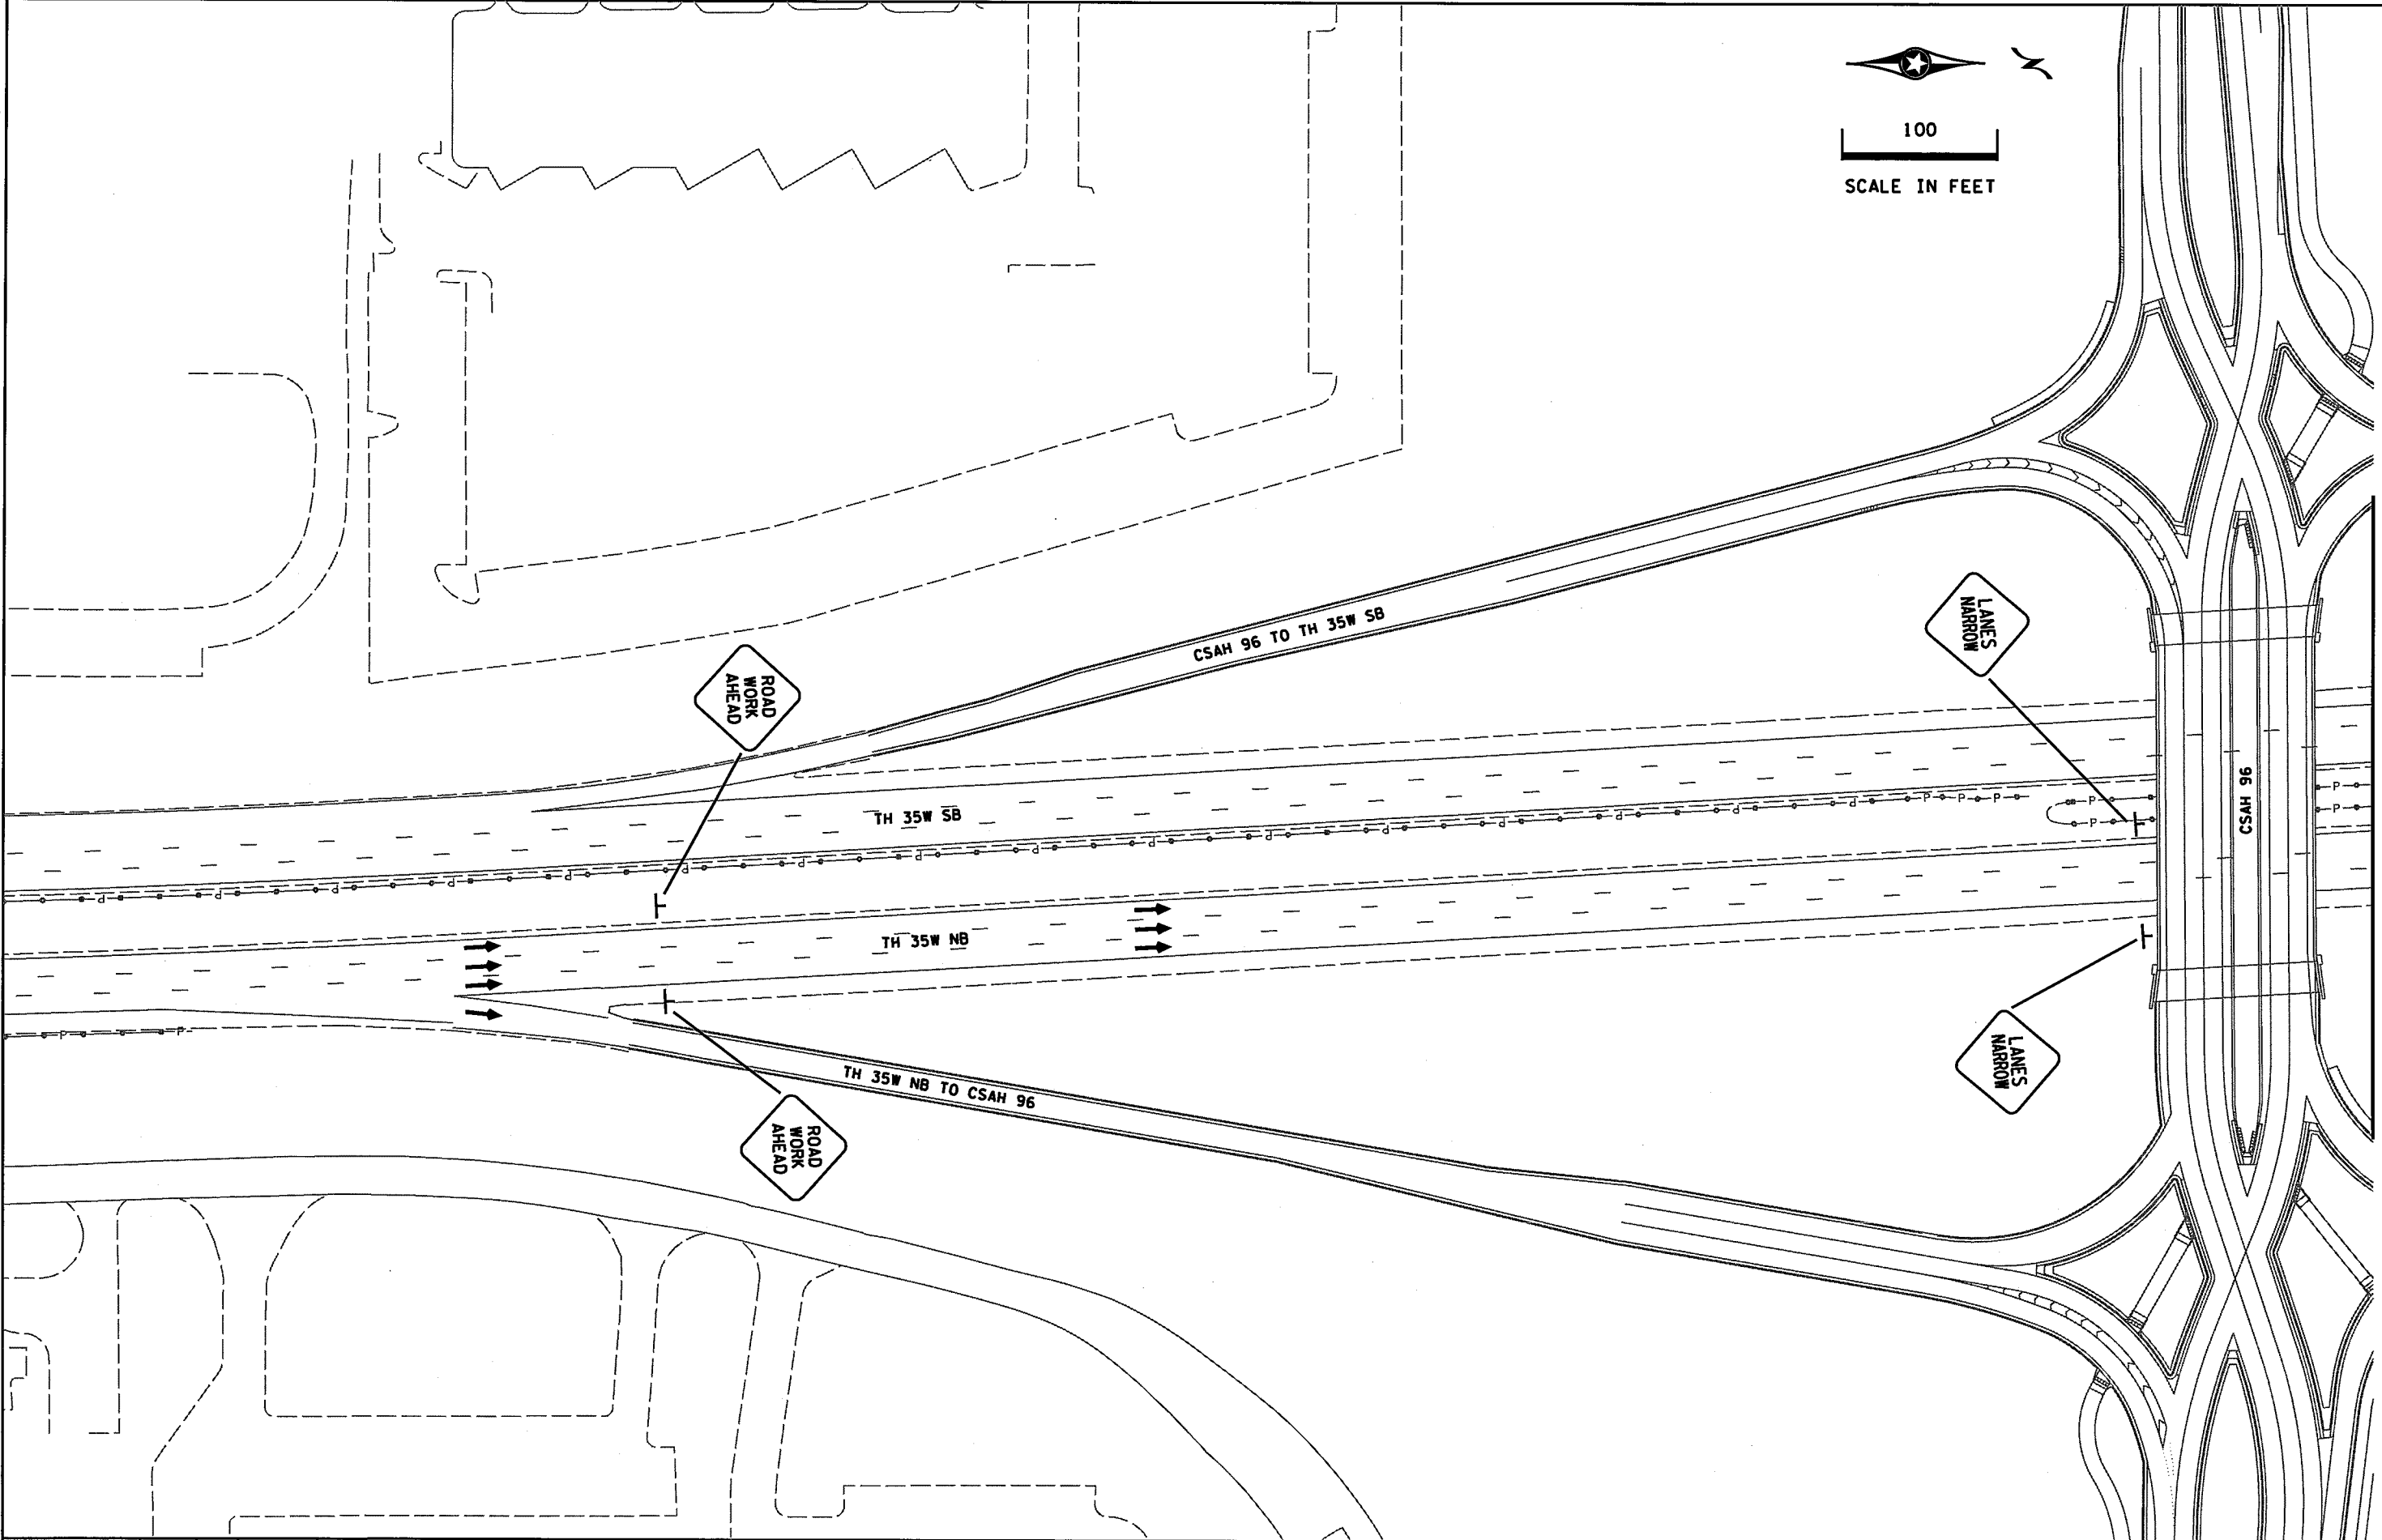 N
100
SCALE IN FEET
LANES
NARROW
CSAH 96 TO TH 35W SB
ROAD
WORK
AHEAD
CSAH 96
TH 35W SB
TH 35W NB
LANES
NARROW
TH 35W NB TO CSAH 96
ROAD
WORK
AHEAD